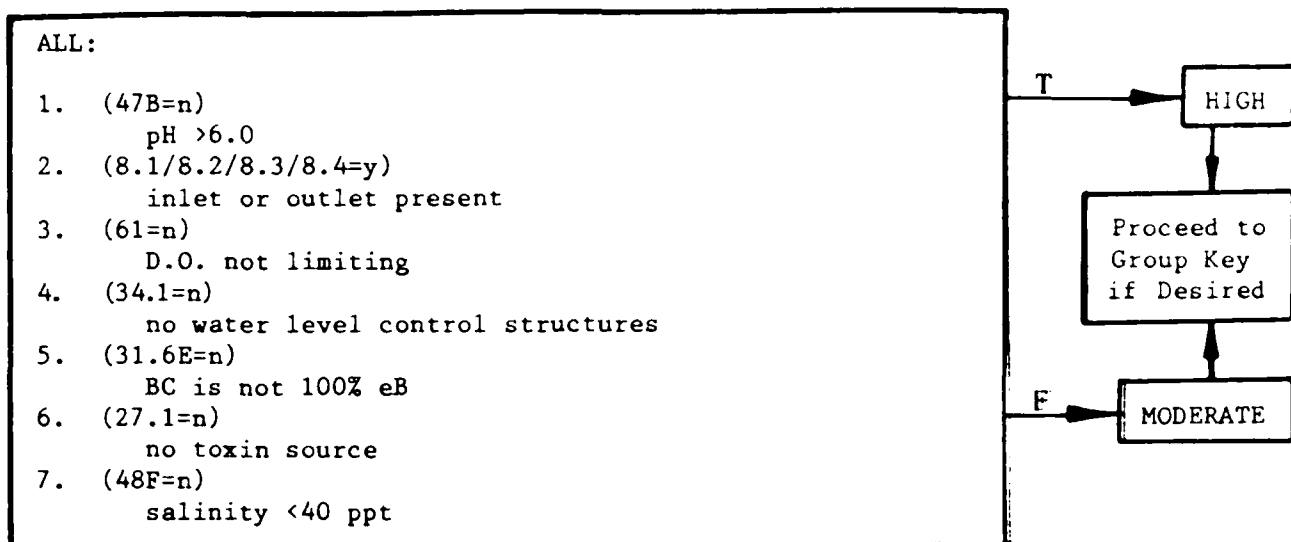 ALL:
1. (47B=n)
pH >6.0
2. (8.1/8.2/8.3/8.4=y)
inlet or outlet present
3. (61=n)
D.O. not limiting
4. (34.1=n)
no water level control structures
5. (31.6E=n)
BC is not 100% eB
6. (27.1=n)
no toxin source
7. (48F=n)
salinity <40 ppt
T
HIGH
Proceed to
Group Key
if Desired
F
MODERATE